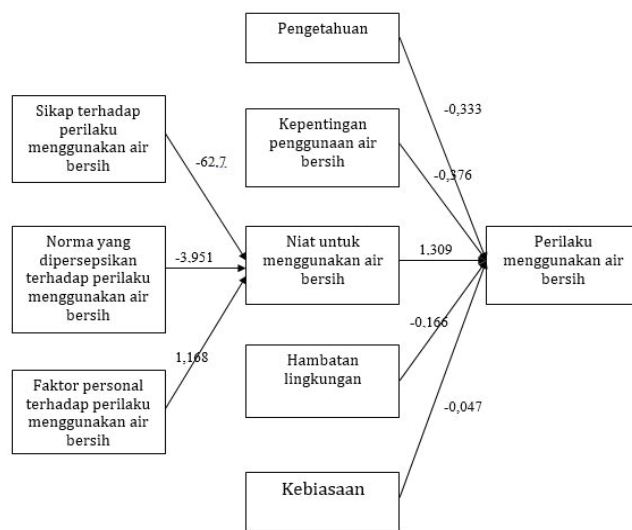 Pengetahuan
-0,333
Sikap terhadap
perilaku
menggunakan air
bersih
-62.7
Kepentingan
penggunaan air
bersih
-0,376
Norma yang
dipersepsikan
terhadap perilaku
menggunakan air
bersih
-3.951
Niat untuk
menggunakan air
bersih
1.309
Perilaku
menggunakan air
bersih
Faktor personal
terhadap perilaku
menggunakan air
bersih
1,168
Hambatan
lingkungan
-0.166
Kebiasaan
-0,047